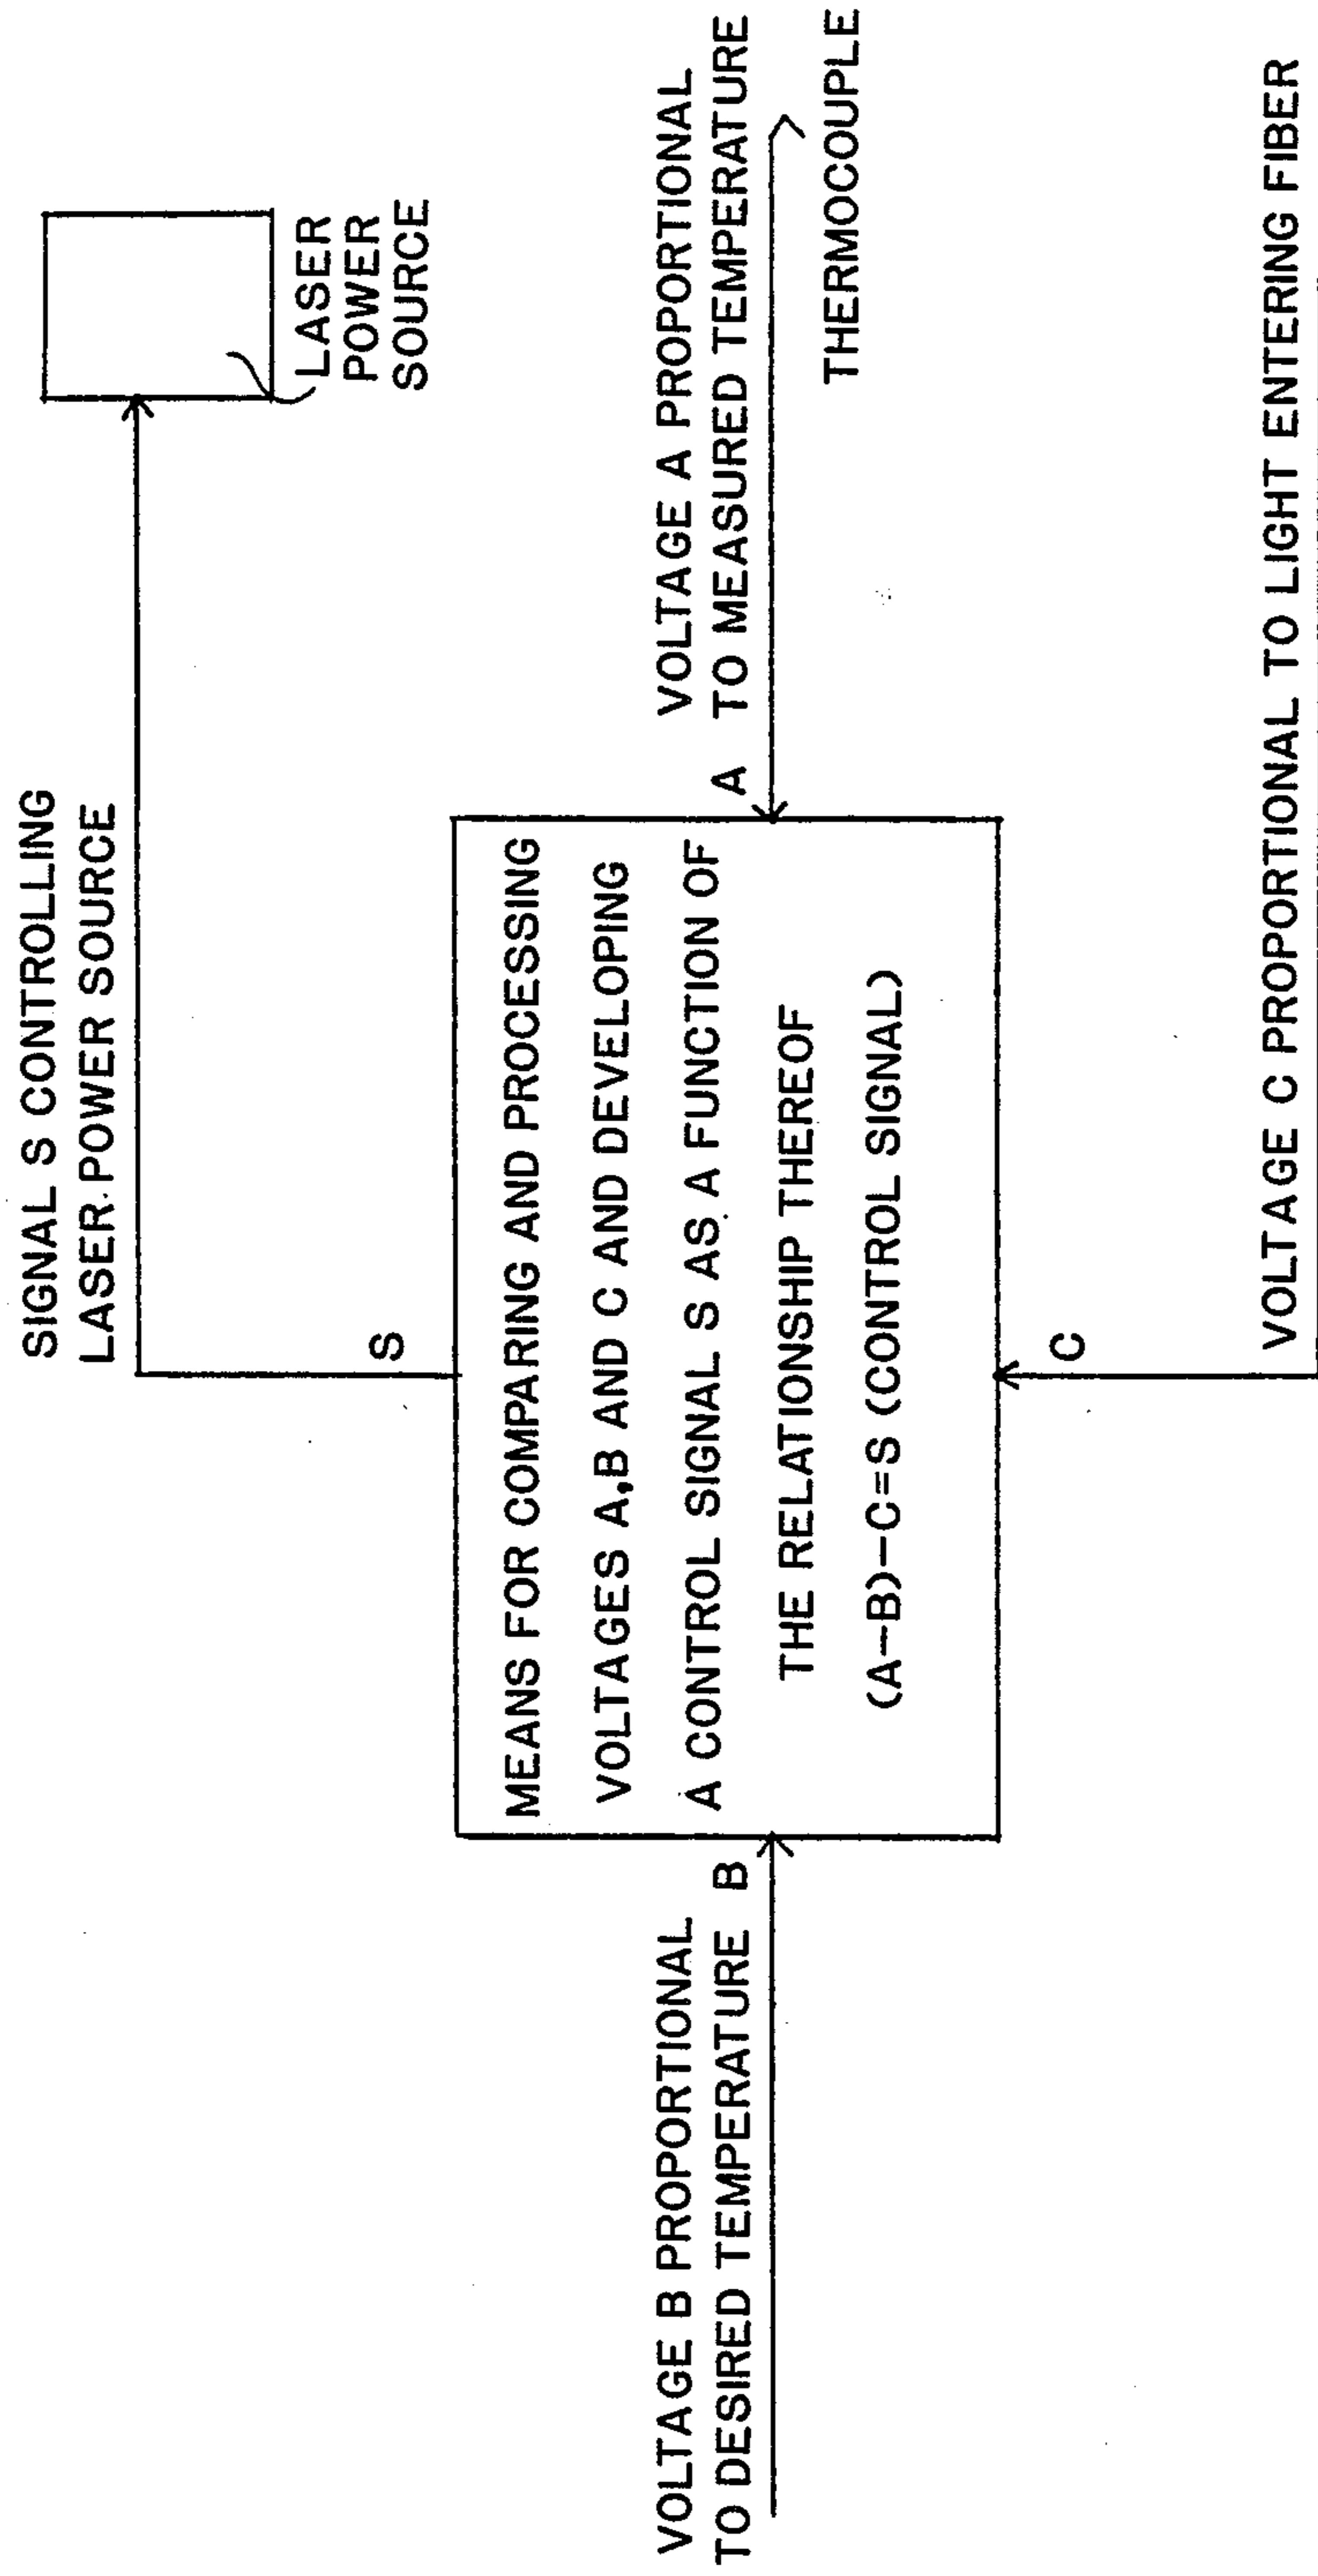 SIGNAL S CONTROLLING
LASER POWER SOURCE
LASER
POWER
SOURCE
S
MEANS FOR COMPARING AND PROCESSING
VOLTAGES A,B AND C AND DEVELOPING
A CONTROL SIGNAL S AS A FUNCTION OF
THE RELATIONSHIP THEREOF
(A-B)-C=S (CONTROL SIGNAL)
VOLTAGE B PROPORTIONAL
TO DESIRED TEMPERATURE
B
A
VOLTAGE A PROPORTIONAL
TO MEASURED TEMPERATURE
THERMOCOUPLE
C
VOLTAGE C PROPORTIONAL TO LIGHT ENTERING FIBER